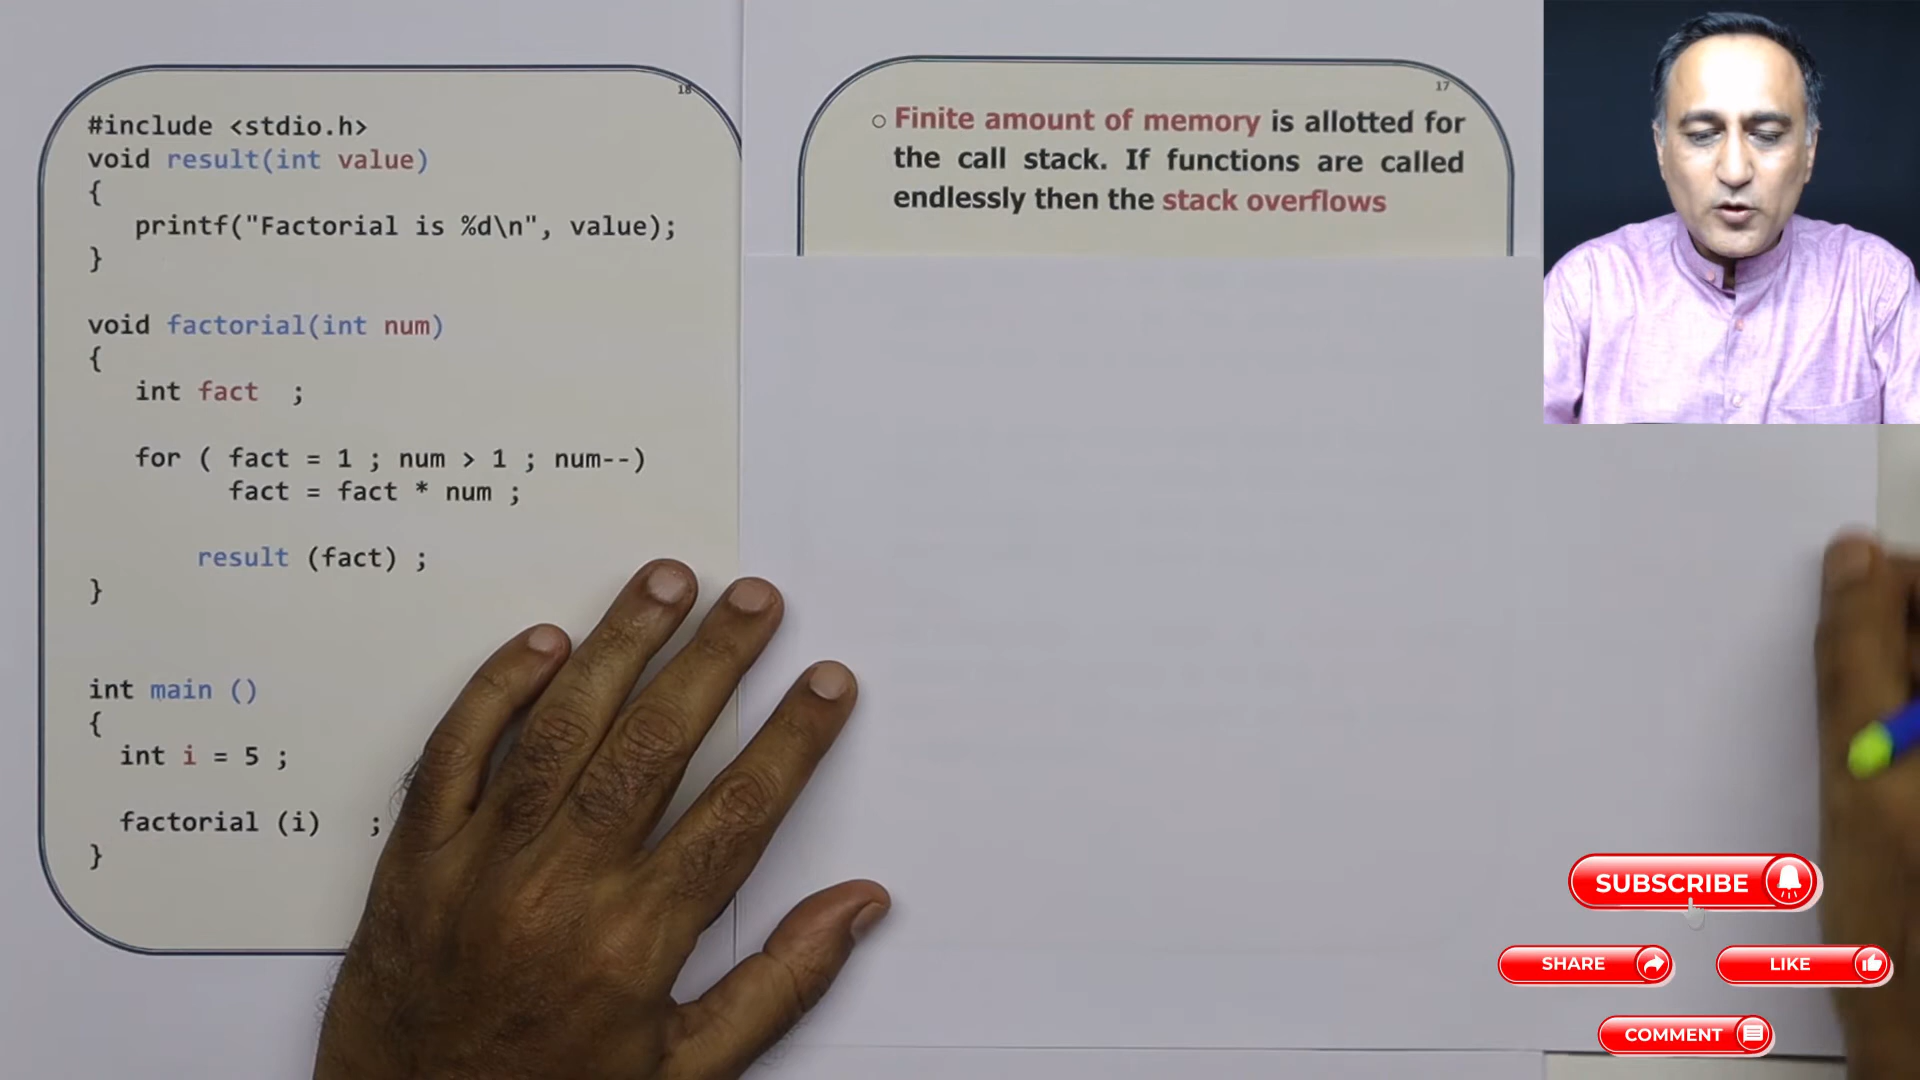 18
#include <stdio.h>
void result(int value)
{
printf("Factorial is %d\n", value);
}
void factorial(int num)
{
int fact ;
for ( fact = 1 ; num > 1 ; num--)
fact = fact * num ;
result (fact) ;
}
int main ()
{
int i = 5 ;
factorial (i) ;
}
17
○ Finite amount of memory is allotted for
the call stack. If functions are called
endlessly then the stack overflows
SUBSCRIBE
SHARE
LIKE
COMMENT